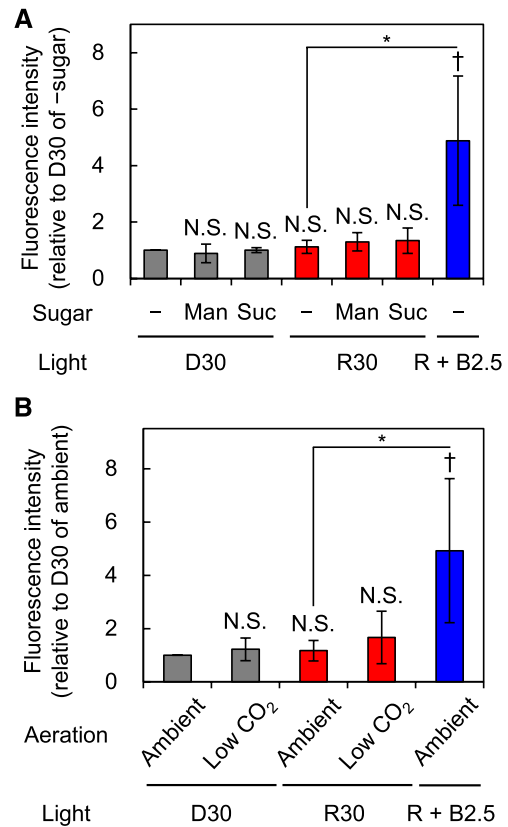 A
Fluorescence intensity
(relative to D30 of −sugar)
8
6
4
2
0
*
†
N.S.
N.S.
N.S.
N.S.
N.S.
Sugar
− Man Suc − Man Suc −
Light
D30 R30 R + B2.5
B
Fluorescence intensity
(relative to D30 of ambient)
8
6
4
2
0
*
†
N.S.
N.S.
N.S.
Aeration
Ambient
Low CO₂
Ambient
Low CO₂
Ambient
Light
D30 R30 R + B2.5